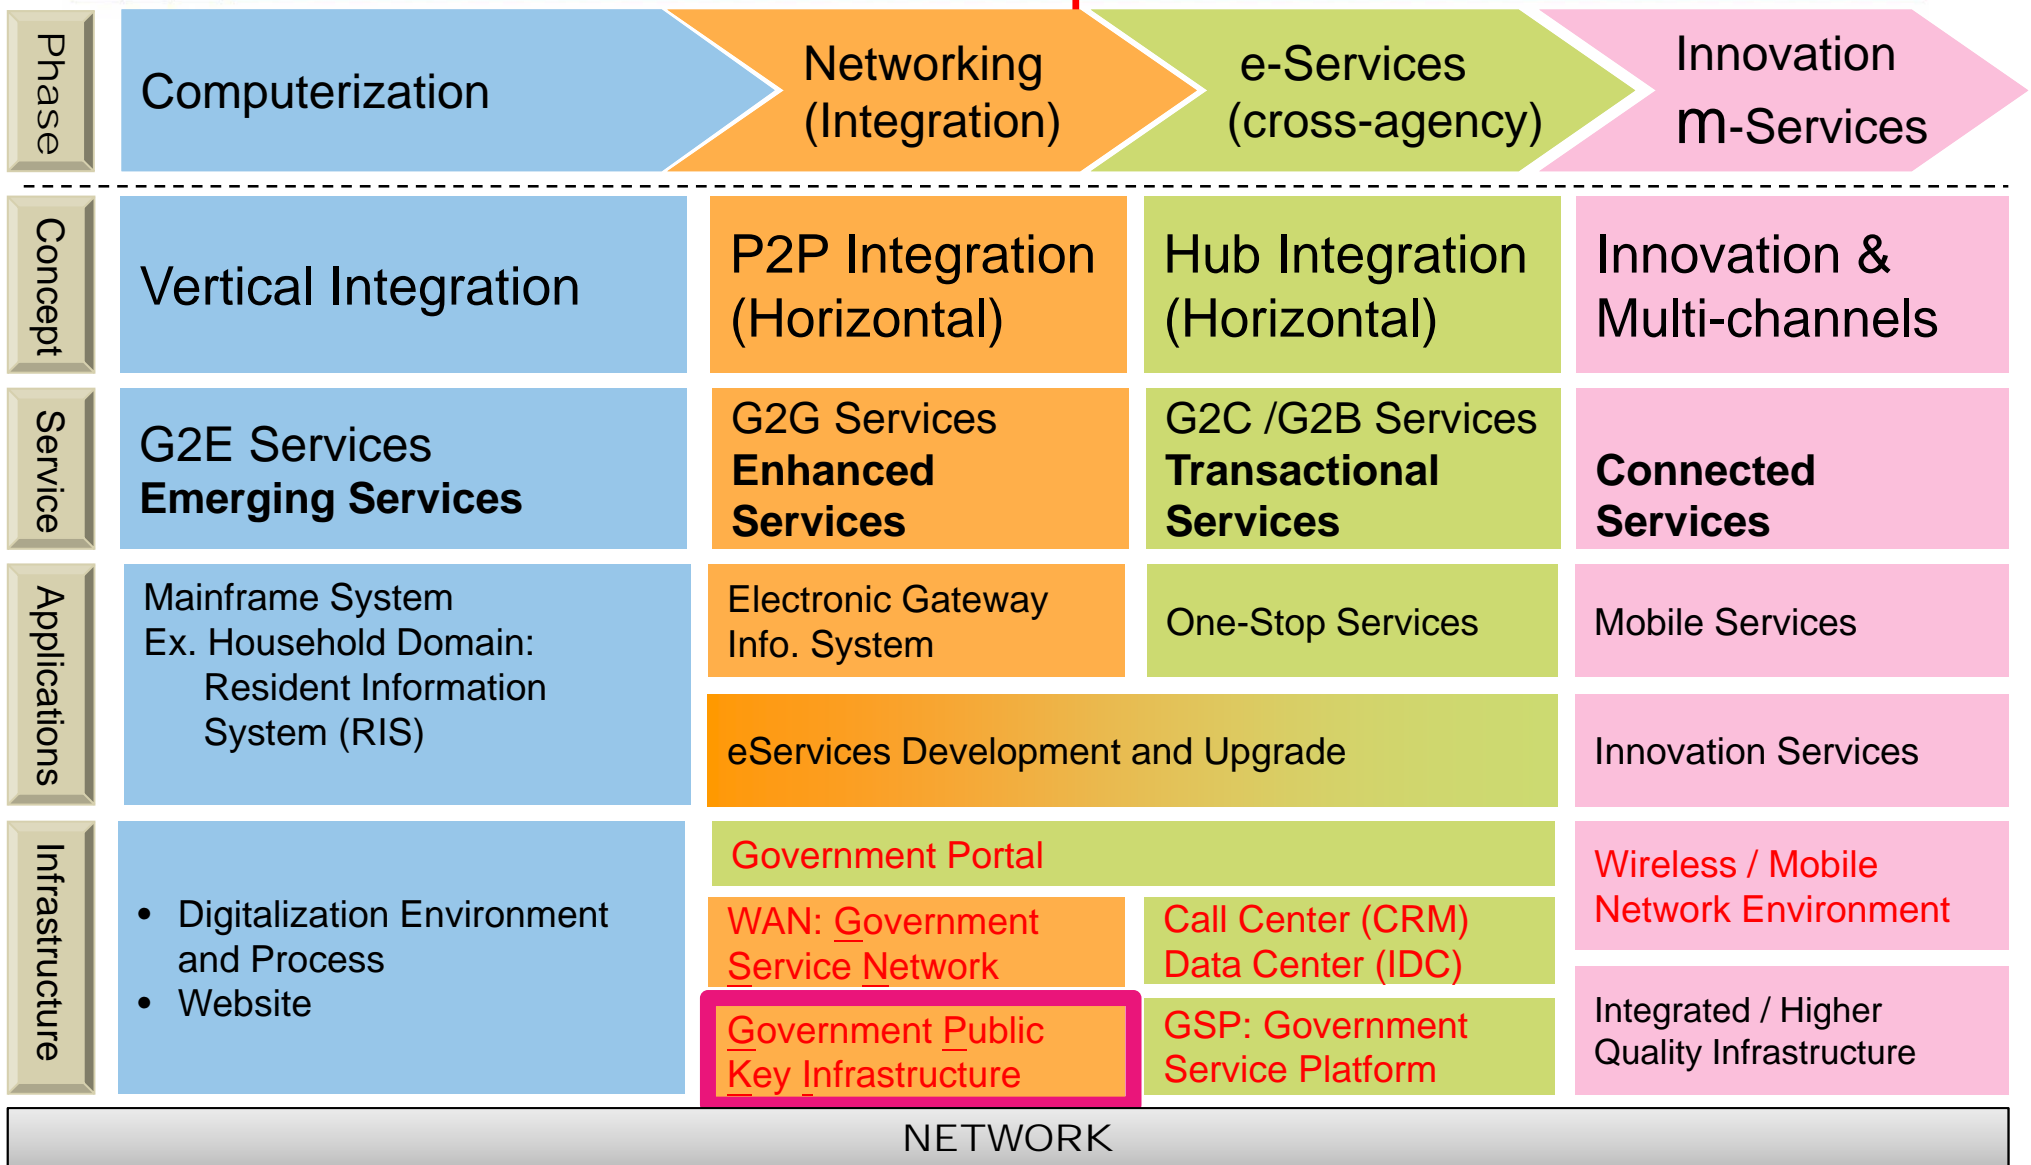 Phase
Computerization
Networking
(Integration)
e-Services
(cross-agency)
Innovation
m-Services
Concept
Vertical Integration
P2P Integration
(Horizontal)
Hub Integration
(Horizontal)
Innovation &
Multi-channels
Service
G2E Services
Emerging Services
G2G Services
Enhanced
Services
G2C /G2B Services
Transactional
Services
Connected
Services
Applications
Mainframe System
Ex. Household Domain:
Resident Information
System (RIS)
Electronic Gateway
Info. System
One-Stop Services
Mobile Services
eServices Development and Upgrade
Innovation Services
Infrastructure
• Digitalization Environment
and Process
• Website
Government Portal
WAN: Government
Service Network
Call Center (CRM)
Data Center (IDC)
Government Public
Key Infrastructure
GSP: Government
Service Platform
Wireless / Mobile
Network Environment
Integrated / Higher
Quality Infrastructure
NETWORK